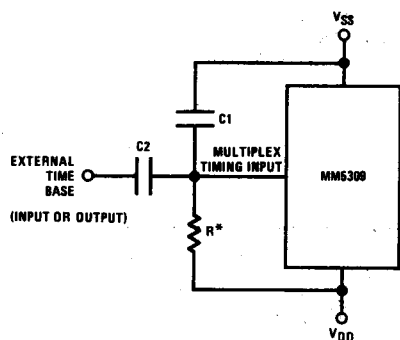 VSS
C1
C2
MULTIPLEX
TIMING INPUT
MM5309
EXTERNAL
TIME
BASE
(INPUT OR OUTPUT)
R*
VDD